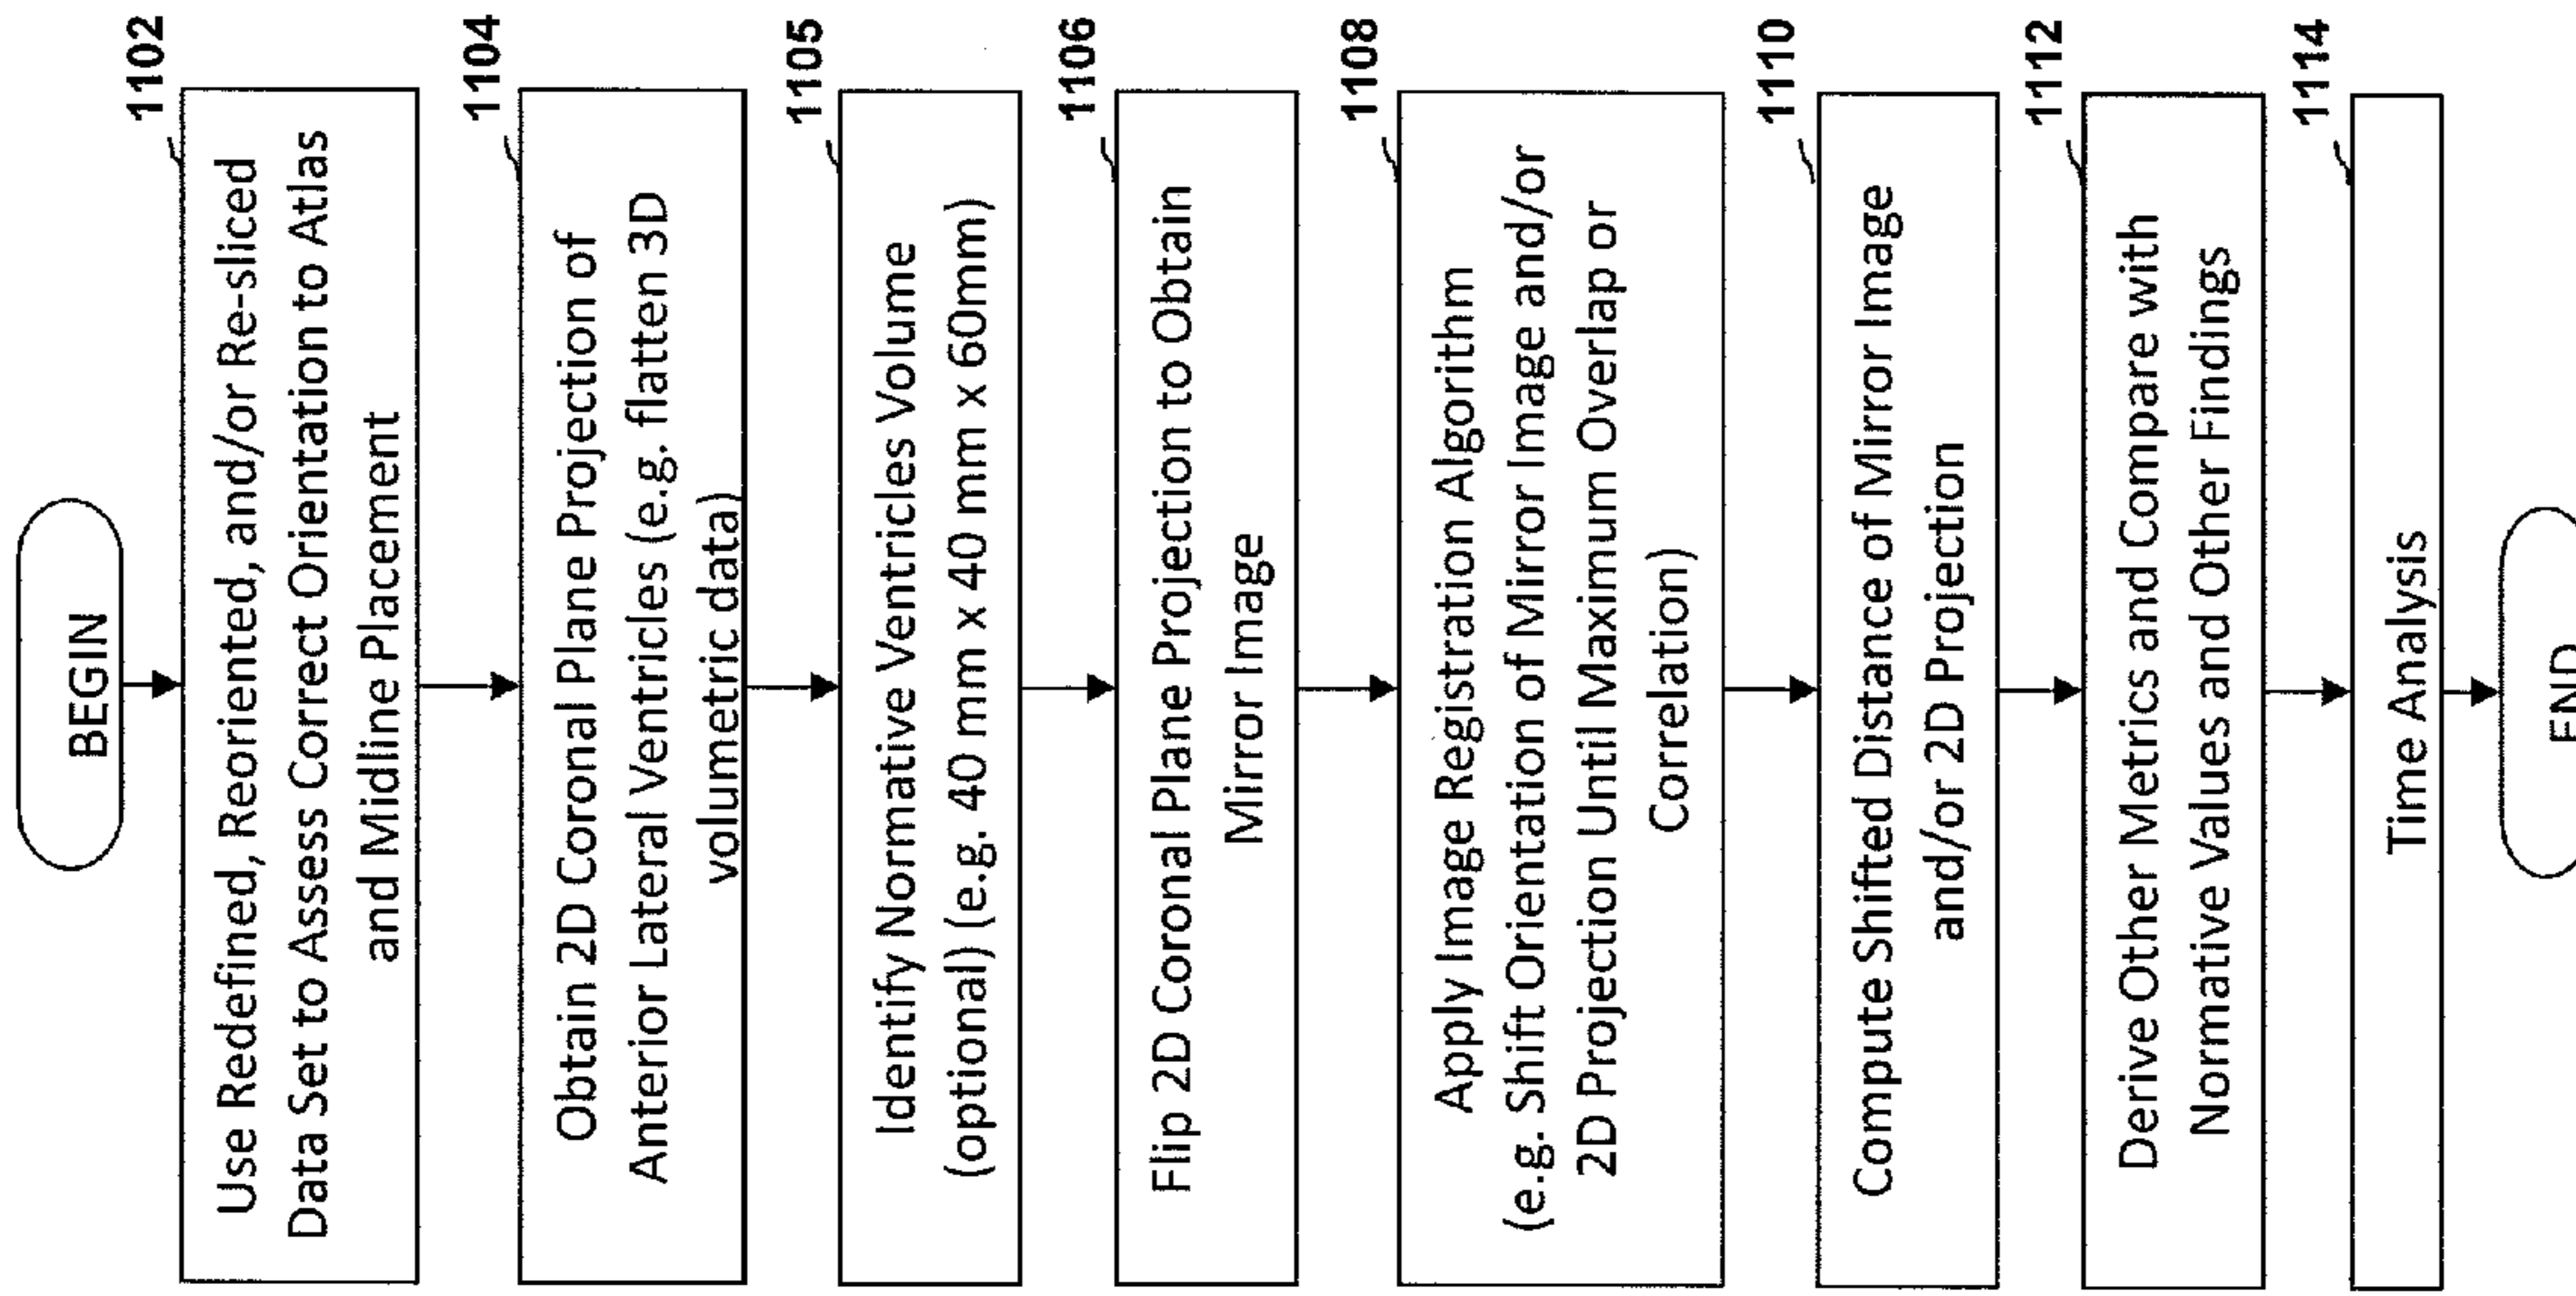 BEGIN
1102
Use Redefined, Reoriented, and/or Re-sliced
Data Set to Assess Correct Orientation to Atlas
and Midline Placement
1104
Obtain 2D Coronal Plane Projection of
Anterior Lateral Ventricles (e.g. flatten 3D
volumetric data)
1105
Identify Normative Ventricles Volume
(optional) (e.g. 40 mm x 40 mm x 60mm)
1106
Flip 2D Coronal Plane Projection to Obtain
Mirror Image
1108
Apply Image Registration Algorithm
(e.g. Shift Orientation of Mirror Image and/or
2D Projection Until Maximum Overlap or
Correlation)
1110
Compute Shifted Distance of Mirror Image
and/or 2D Projection
1112
Derive Other Metrics and Compare with
Normative Values and Other Findings
1114
Time Analysis
END